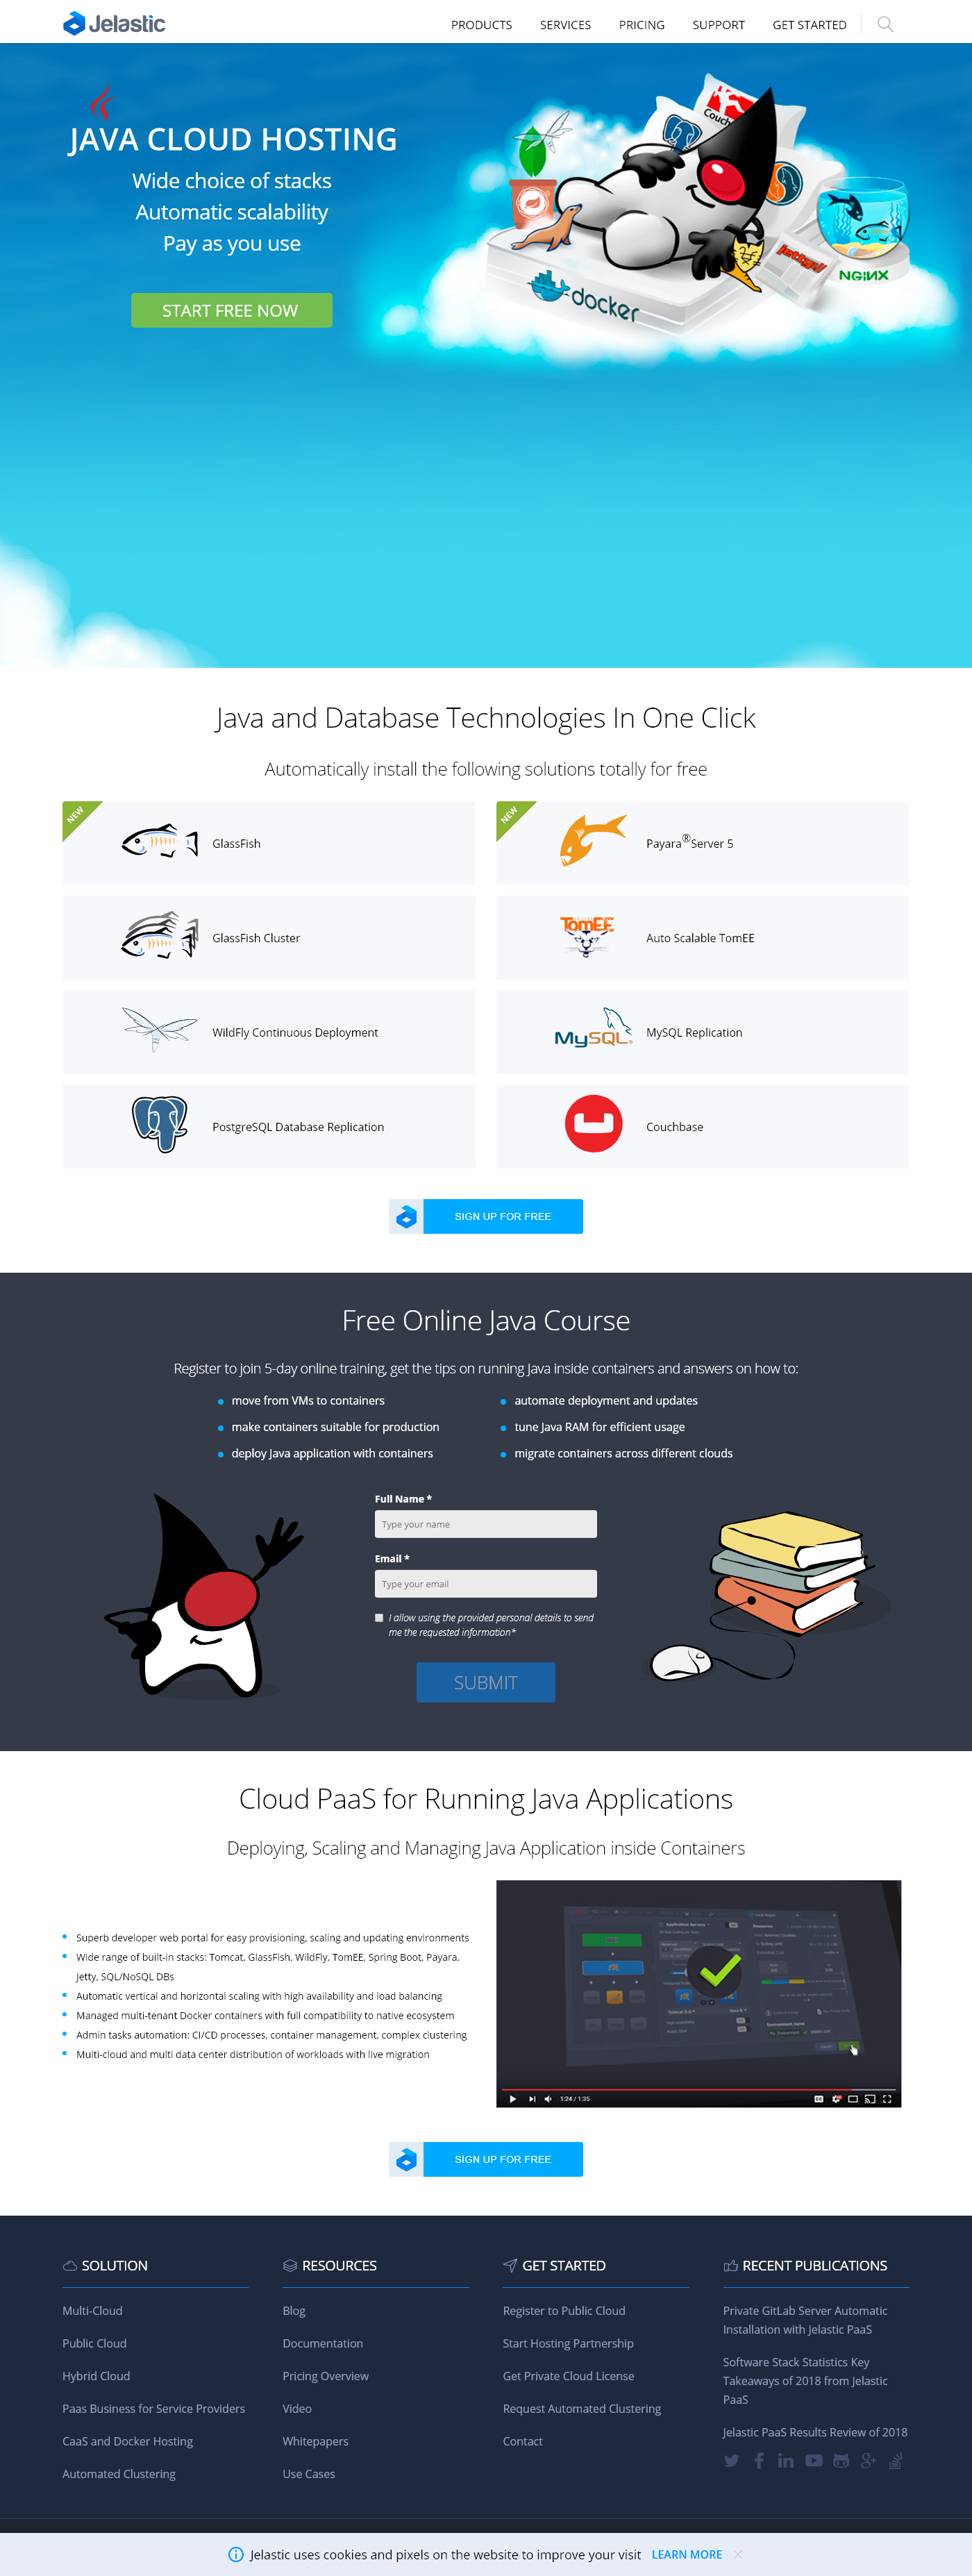 Jelastic
PRODUCTS SERVICES PRICING SUPPORT GET STARTED
JAVA CLOUD HOSTING
Wide choice of stacks
Automatic scalability
Pay as you use
START FREE NOW
Couch
jetty://
NGINX
docker
Java and Database Technologies In One Click
Automatically install the following solutions totally for free
NEW
GlassFish
NEW
Payara®Server 5
GlassFish Cluster
TomEE
Auto Scalable TomEE
WildFly Continuous Deployment
MySQL®
MySQL Replication
PostgreSQL Database Replication
Couchbase
SIGN UP FOR FREE
Free Online Java Course
Register to join 5-day online training, get the tips on running Java inside containers and answers on how to:
move from VMs to containers
make containers suitable for production
deploy Java application with containers
automate deployment and updates
tune Java RAM for efficient usage
migrate containers across different clouds
Full Name *
Type your name
Email *
Type your email
I allow using the provided personal details to send
me the requested information*
SUBMIT
Cloud PaaS for Running Java Applications
Deploying, Scaling and Managing Java Application inside Containers
Superb developer web portal for easy provisioning, scaling and updating environments
Wide range of built-in stacks: Tomcat, GlassFish, WildFly, TomEE, Spring Boot, Payara,
Jetty, SQL/NoSQL DBs
Automatic vertical and horizontal scaling with high availability and load balancing
Managed multi-tenant Docker containers with full compatibility to native ecosystem
Admin tasks automation: CI/CD processes, container management, complex clustering
Multi-cloud and multi data center distribution of workloads with live migration
Application Servers
Resources
1:24 / 1:35
SIGN UP FOR FREE
SOLUTION
Multi-Cloud
Public Cloud
Hybrid Cloud
Paas Business for Service Providers
CaaS and Docker Hosting
Automated Clustering
RESOURCES
Blog
Documentation
Pricing Overview
Video
Whitepapers
Use Cases
GET STARTED
Register to Public Cloud
Start Hosting Partnership
Get Private Cloud License
Request Automated Clustering
Contact
RECENT PUBLICATIONS
Private GitLab Server Automatic
Installation with Jelastic PaaS
Software Stack Statistics Key
Takeaways of 2018 from Jelastic
PaaS
Jelastic PaaS Results Review of 2018
Jelastic uses cookies and pixels on the website to improve your visit LEARN MORE